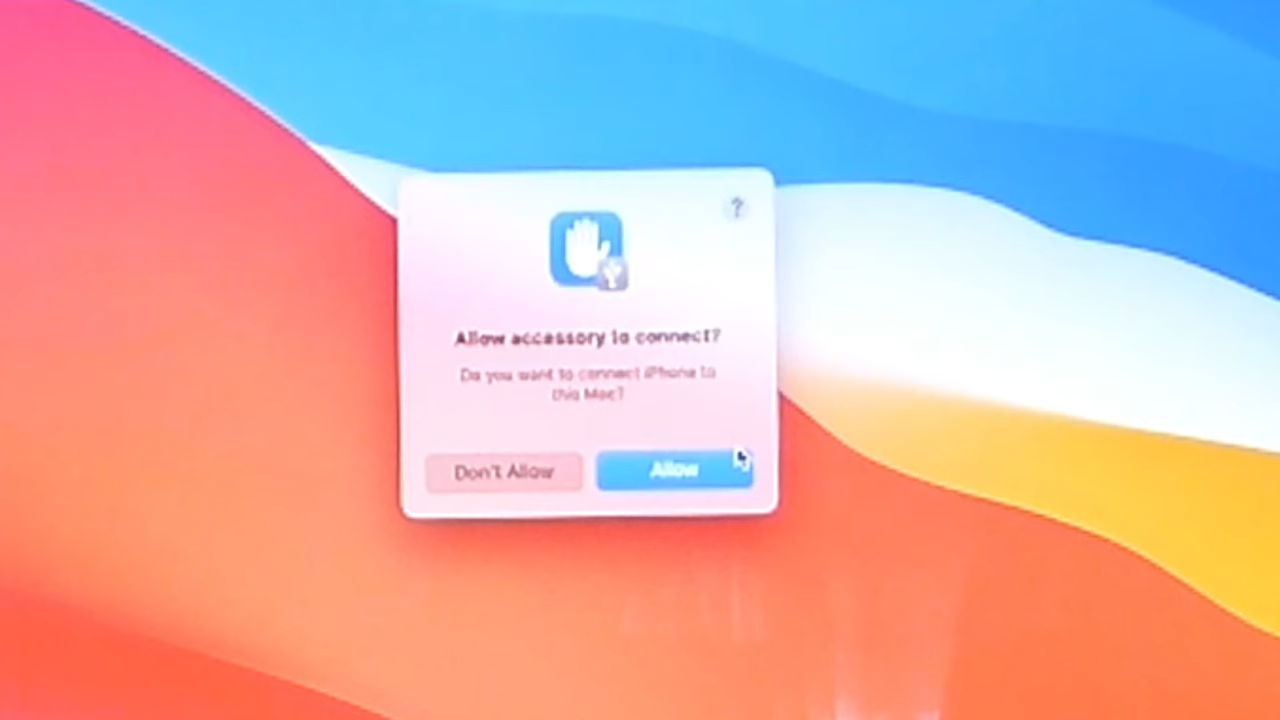 ?
Allow accessory to connect?
Do you want to connect iPhone to
this Mac?
Don't Allow
Allow